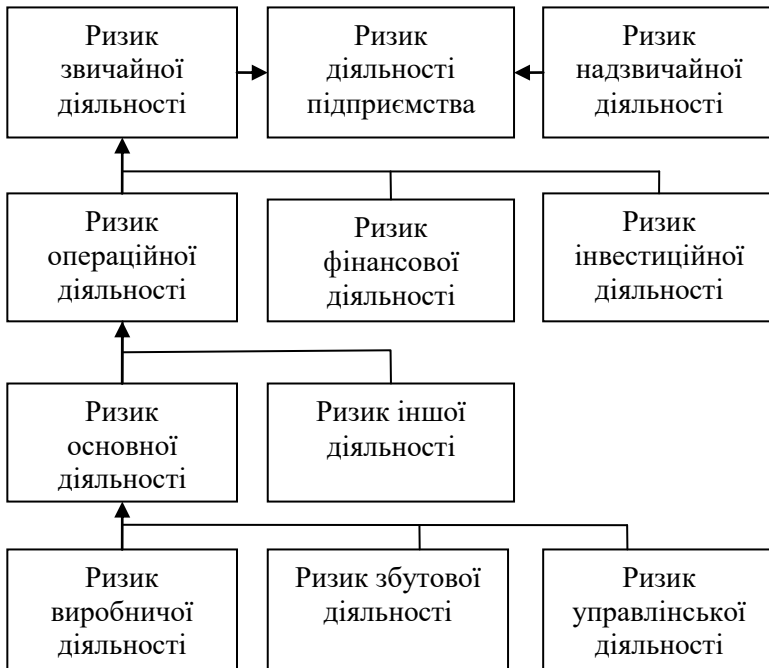 Ризик
звичайної
діяльності
Ризик
діяльності
підприємства
Ризик
надзвичайної
діяльності
Ризик
операційної
діяльності
Ризик
фінансової
діяльності
Ризик
інвестиційної
діяльності
Ризик
основної
діяльності
Ризик іншої
діяльності
Ризик
виробничої
діяльності
Ризик збутової
діяльності
Ризик
управлінської
діяльності